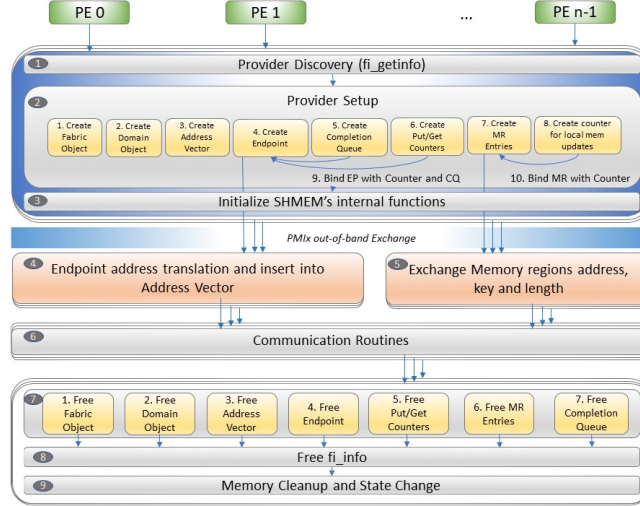 PE 0
PE 1
...
PE n-1
1
Provider Discovery (fi_getinfo)
2
Provider Setup
1. Create
Fabric
Object
2. Create
Domain
Object
3. Create
Address
Vector
4. Create
Endpoint
5. Create
Completion
Queue
6. Create
Put/Get
Counters
7. Create
MR
Entries
8. Create counter
for local mem
updates
9. Bind EP with Counter and CQ
10. Bind MR with Counter
3
Initialize SHMEM's internal functions
PMIx out-of-band Exchange
4
Endpoint address translation and insert into
Address Vector
5
Exchange Memory regions address,
key and length
6
Communication Routines
7
1. Free
Fabric
Object
2. Free
Domain
Object
3. Free
Address
Vector
4. Free
Endpoint
5. Free
Put/Get
Counters
6. Free MR
Entries
7. Free
Completion
Queue
8
Free fi_info
9
Memory Cleanup and State Change